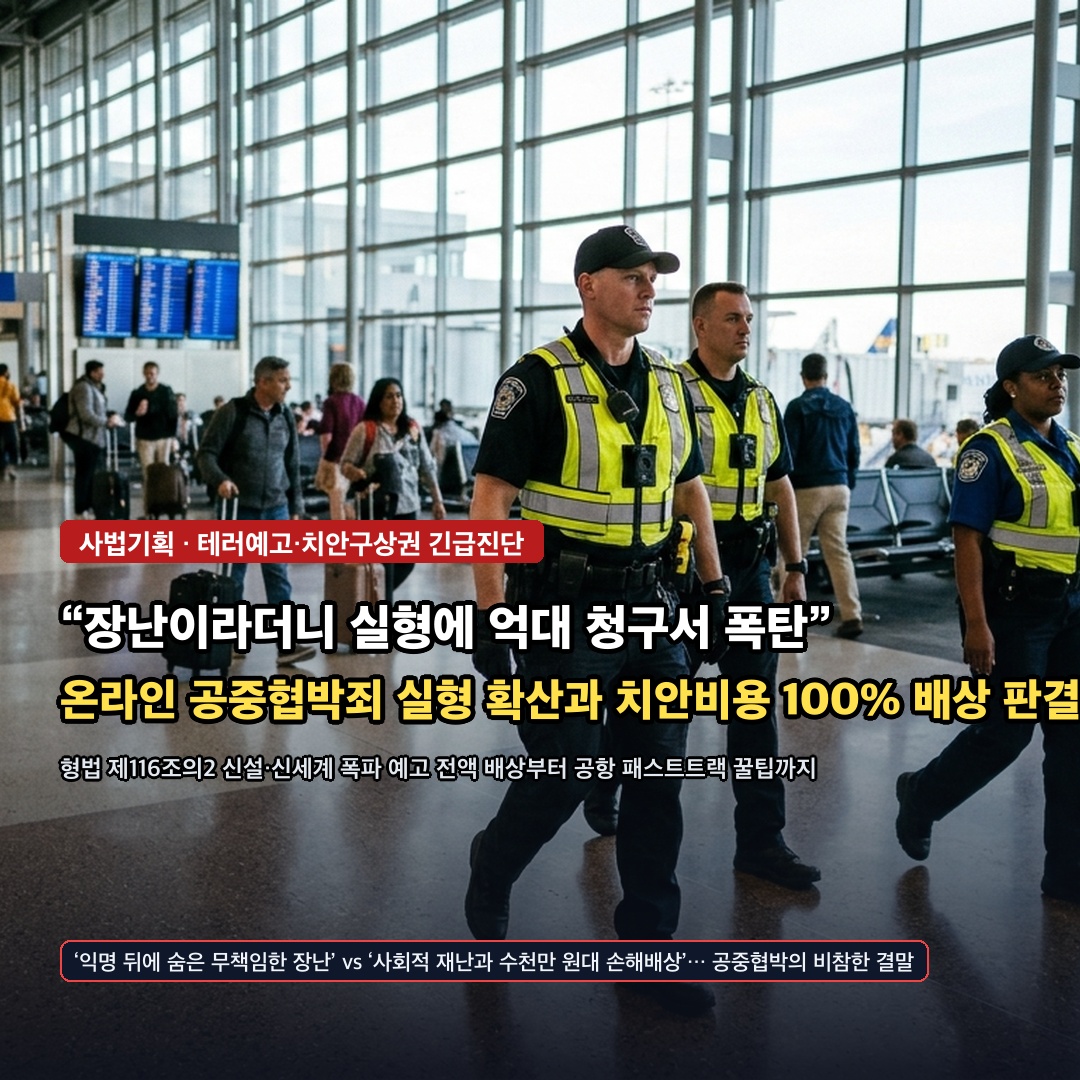 사법기획 · 테러예고·치안구상권 긴급진단
“장난이라더니 실형에 억대 청구서 폭탄”
온라인 공중협박죄 실형 확산과 치안비용 100% 배상 판결
형법 제116조의2 신설·신세계 폭파 예고 전액 배상부터 공항 패스트트랙 꿀팁까지
‘익명 뒤에 숨은 무책임한 장난’ vs ‘사회적 재난과 수천만 원대 손해배상’… 공중협박의 비참한 결말